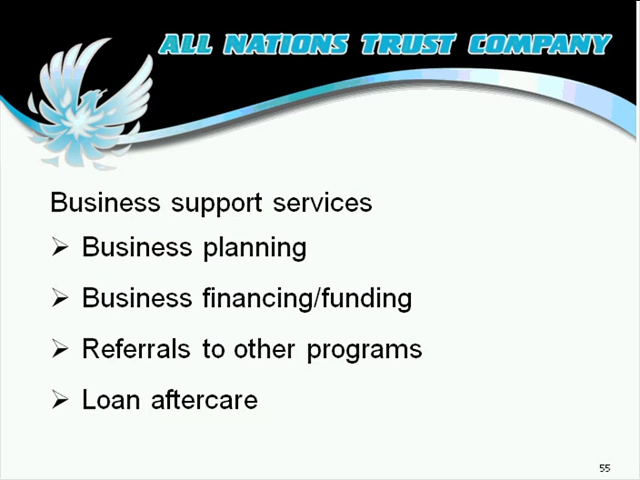 ALL NATIONS TRUST COMPANY
Business support services
Business planning
Business financing/funding
Referrals to other programs
Loan aftercare
55